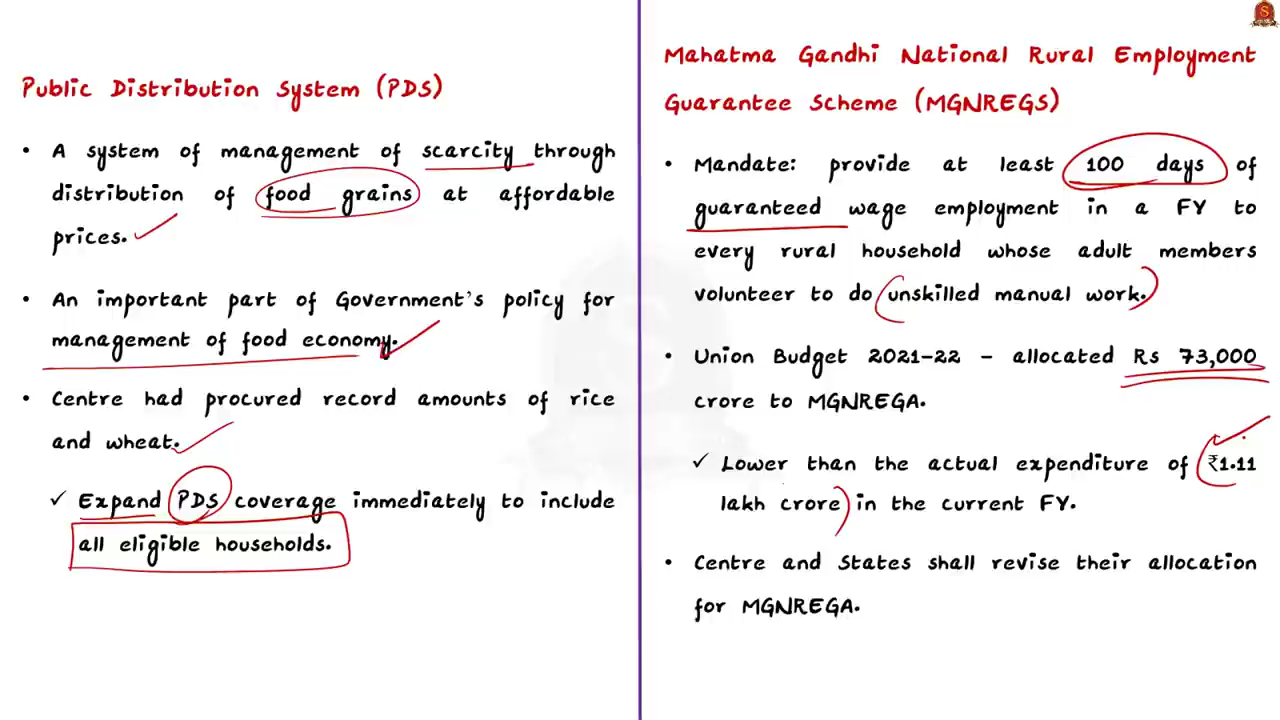 Public Distribution System (PDS)
• A system of management of scarcity through
distribution of food grains at affordable
prices.
• An important part of Government's policy for
management of food economy.
• Centre had procured record amounts of rice
and wheat.
✓ Expand PDS coverage immediately to include
all eligible households.
Mahatma Gandhi National Rural Employment
Guarantee Scheme (MGNREGS)
• Mandate: provide at least 100 days of
guaranteed wage employment in a FY to
every rural household whose adult members
volunteer to do unskilled manual work.
• Union Budget 2021-22 – allocated Rs 73,000
crore to MGNREGA.
✓ Lower than the actual expenditure of ₹1.11
lakh crore in the current FY.
• Centre and States shall revise their allocation
for MGNREGA.